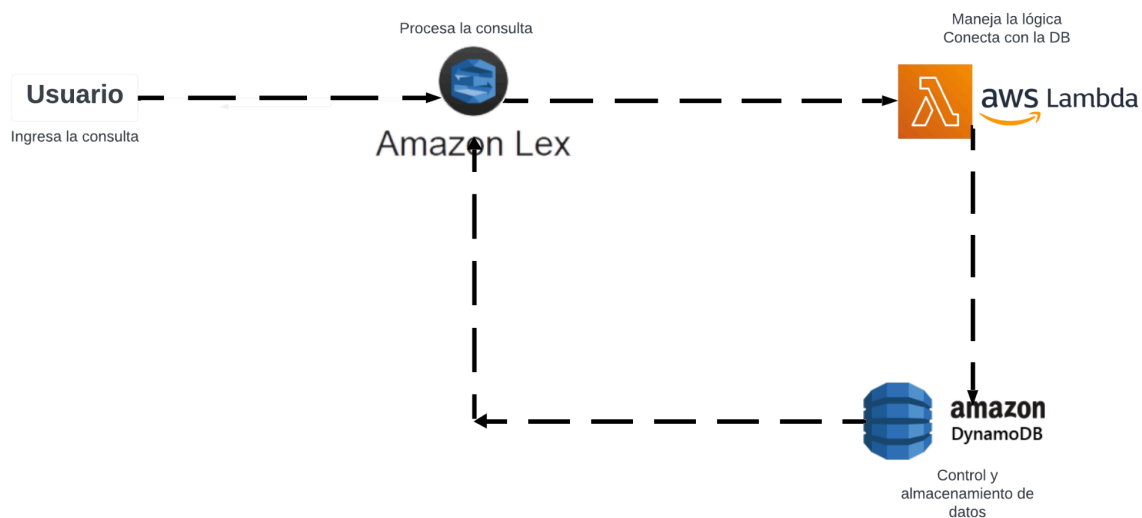 Procesa la consulta
Maneja la lógica
Conecta con la DB
Usuario
Ingresa la consulta
Amazon Lex
aws Lambda
amazon
DynamoDB
Control y
almacenamiento de
datos